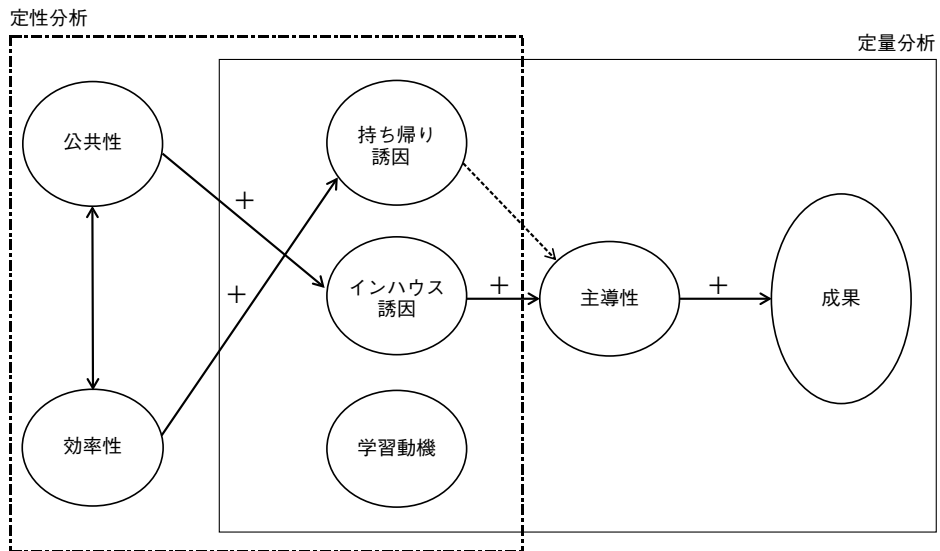 定性分析
定量分析
公共性
持ち帰り
誘因
＋
＋
インハウス
誘因
＋
主導性
＋
成果
効率性
学習動機